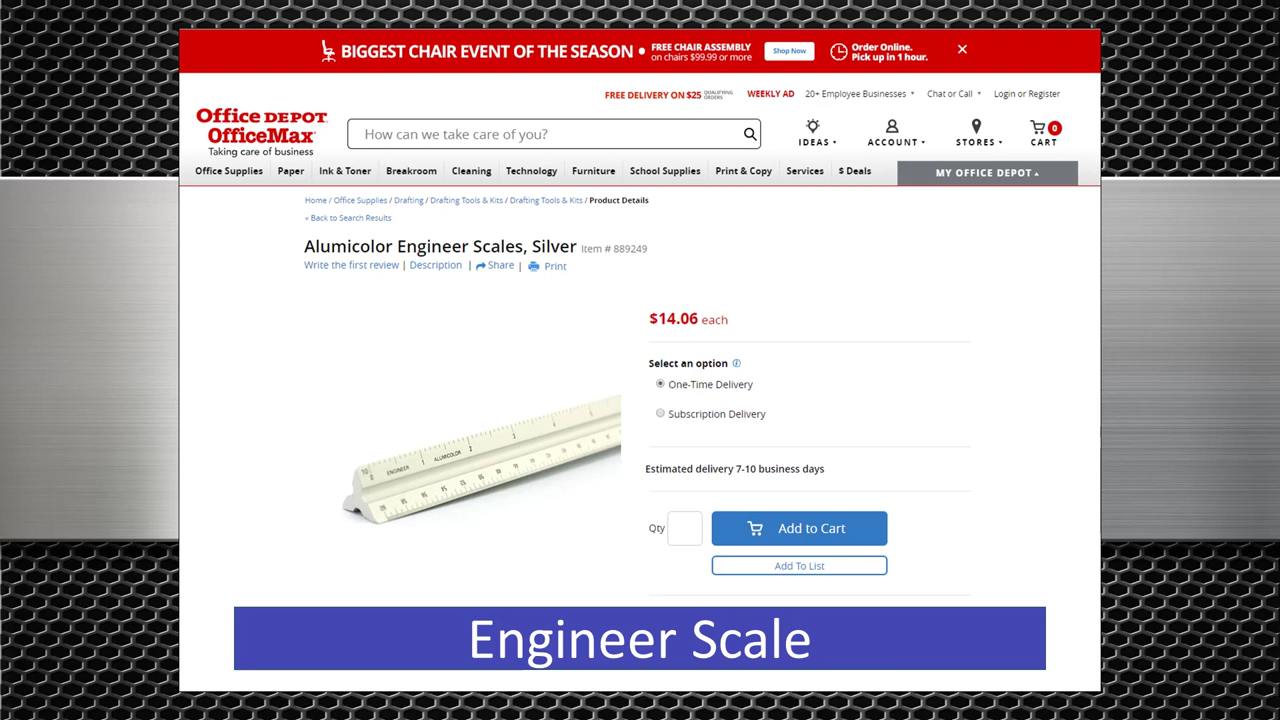 BIGGEST CHAIR EVENT OF THE SEASON • FREE CHAIR ASSEMBLY on chairs $99.99 or more Shop Now Order Online. Pick up in 1 hour.
FREE DELIVERY ON $25 QUALIFYING ORDERS WEEKLY AD 20+ Employee Businesses Chat or Call Login or Register
Office DEPOT
OfficeMax
Taking care of business
How can we take care of you?
IDEAS ACCOUNT STORES 0 CART
Office Supplies Paper Ink & Toner Breakroom Cleaning Technology Furniture School Supplies Print & Copy Services $ Deals MY OFFICE DEPOT
Home / Office Supplies / Drafting / Drafting Tools & Kits / Drafting Tools & Kits / Product Details
« Back to Search Results
Alumicolor Engineer Scales, Silver Item # 889249
Write the first review | Description | Share | Print
$14.06 each
Select an option
One-Time Delivery
Subscription Delivery
ENGINEER 1 ALUMICOLOR 2
Estimated delivery 7-10 business days
Qty Add to Cart
Add To List
Engineer Scale